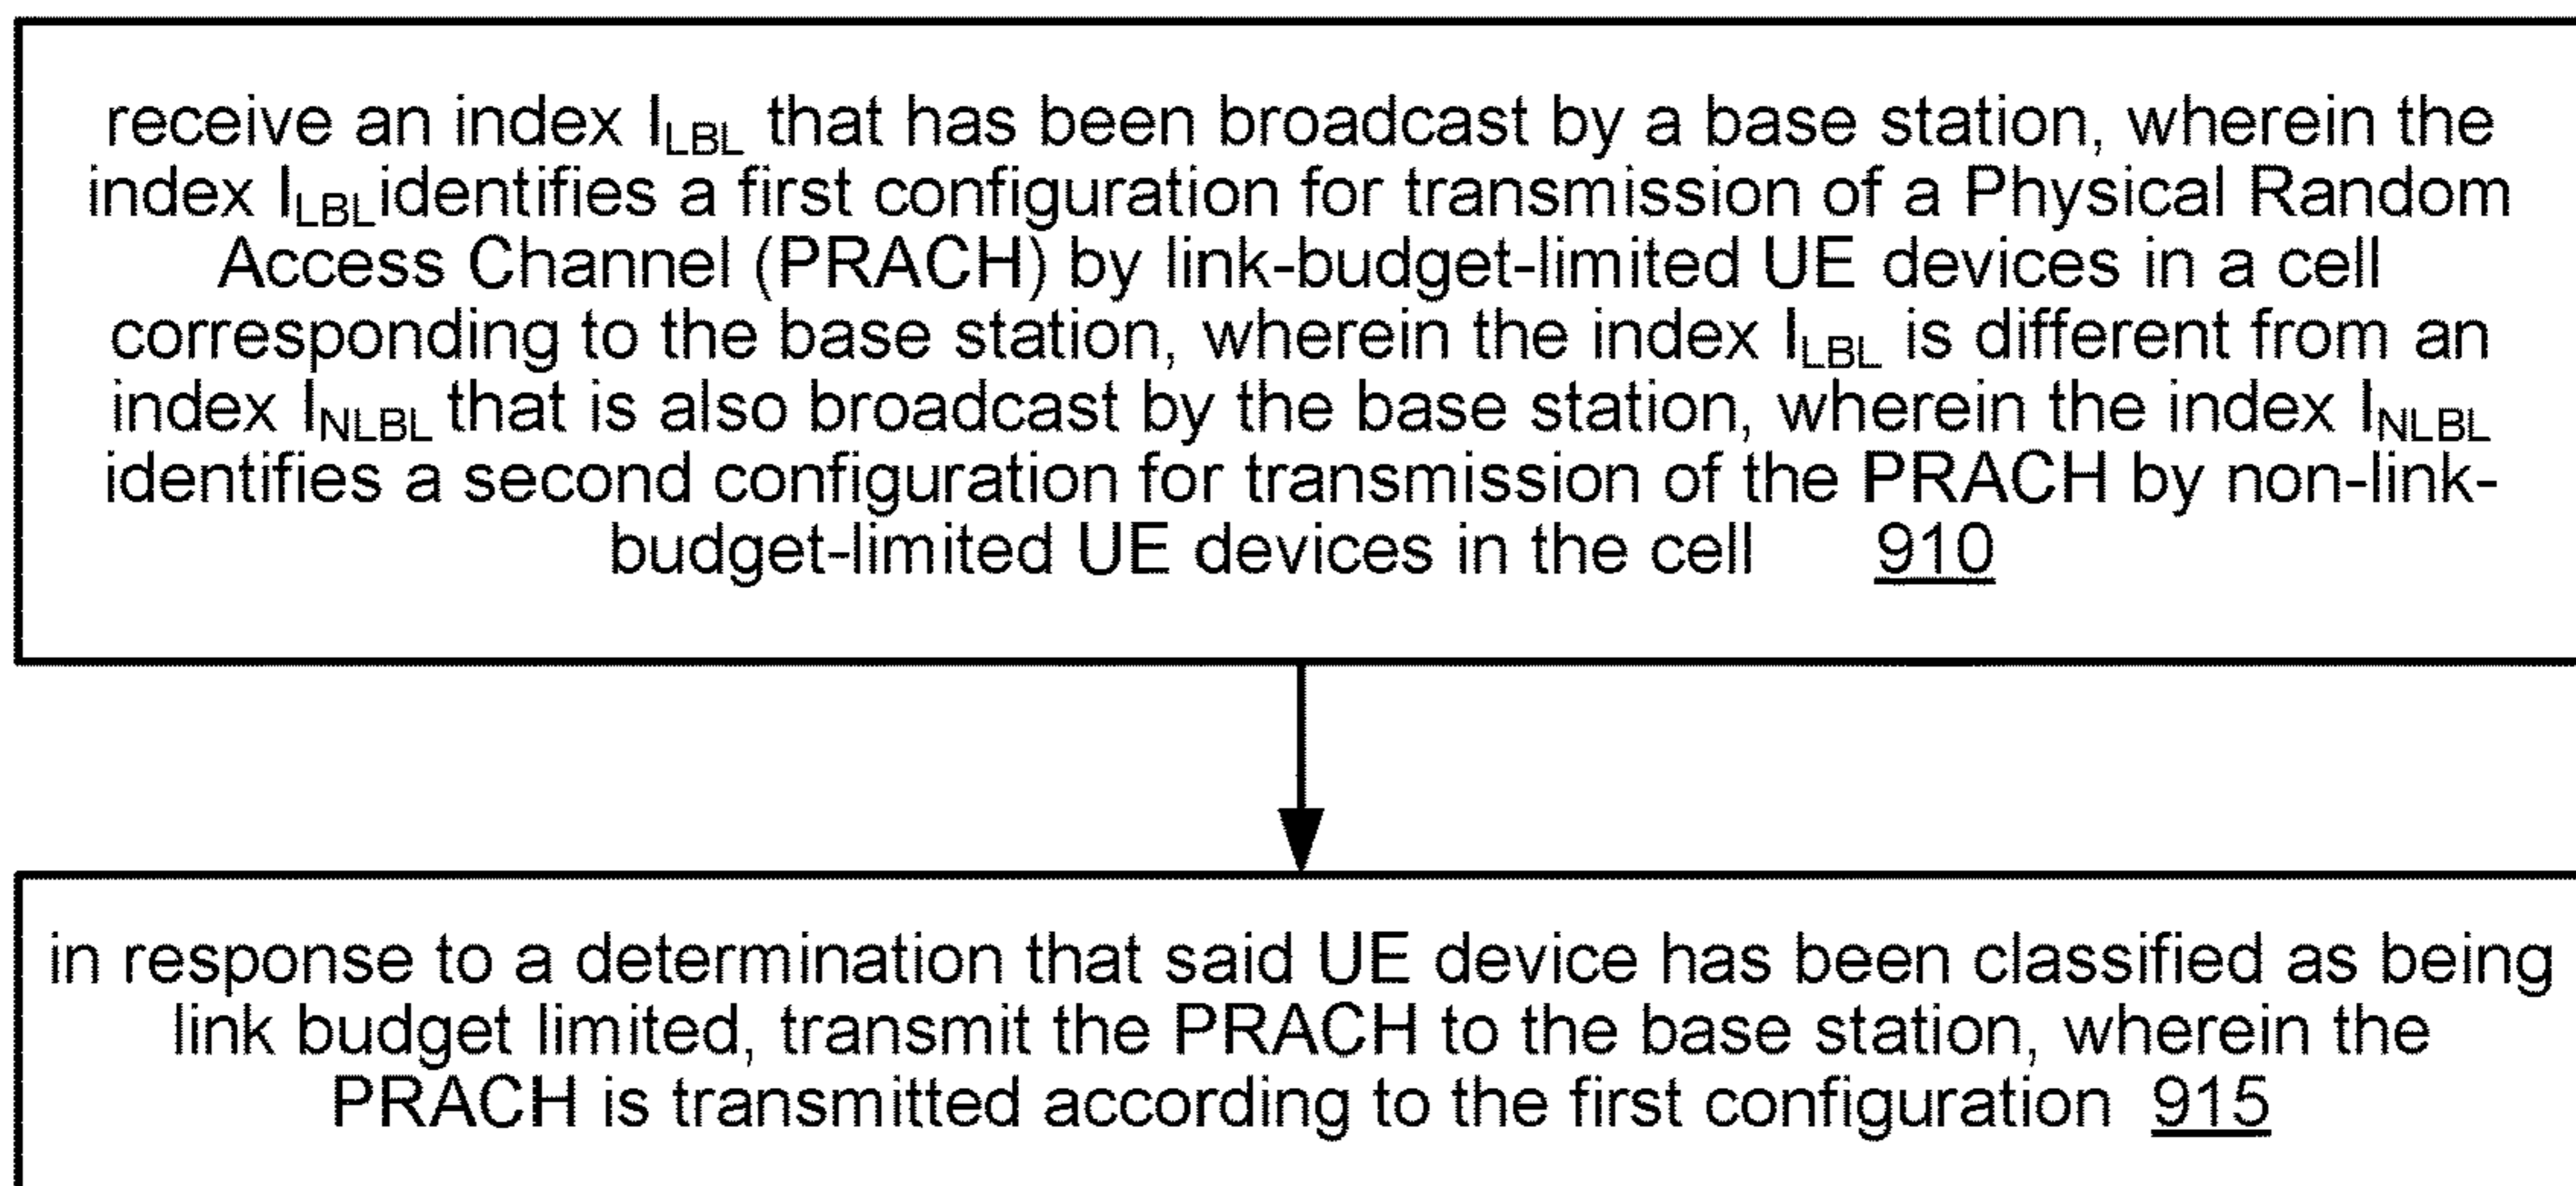 receive an index I_LBL that has been broadcast by a base station, wherein the
index I_LBL identifies a first configuration for transmission of a Physical Random
Access Channel (PRACH) by link-budget-limited UE devices in a cell
corresponding to the base station, wherein the index I_LBL is different from an
index I_NLBL that is also broadcast by the base station, wherein the index I_NLBL
identifies a second configuration for transmission of the PRACH by non-link-
budget-limited UE devices in the cell 910
in response to a determination that said UE device has been classified as being
link budget limited, transmit the PRACH to the base station, wherein the
PRACH is transmitted according to the first configuration 915